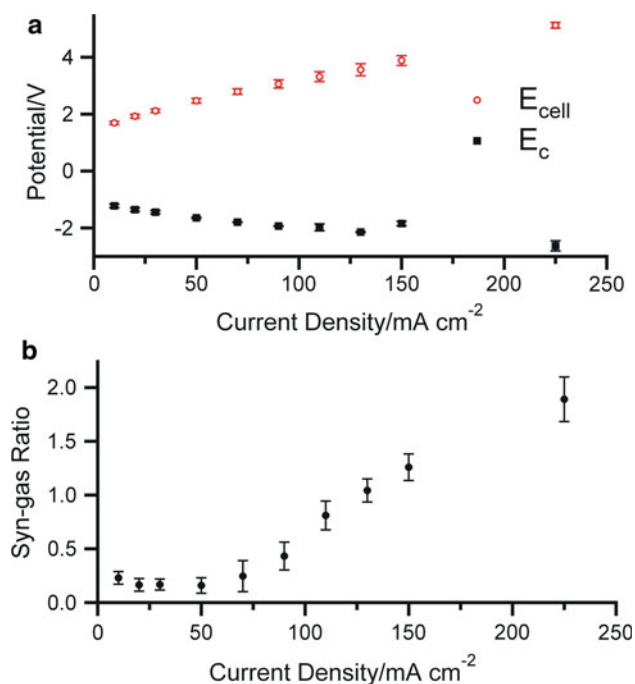 a
4
2
0
-2
Potential/V
E_cell
E_c
0 50 100 150 200 250
Current Density/mA cm⁻²
b
2.0
1.5
1.0
0.5
0.0
Syn-gas Ratio
0 50 100 150 200 250
Current Density/mA cm⁻²